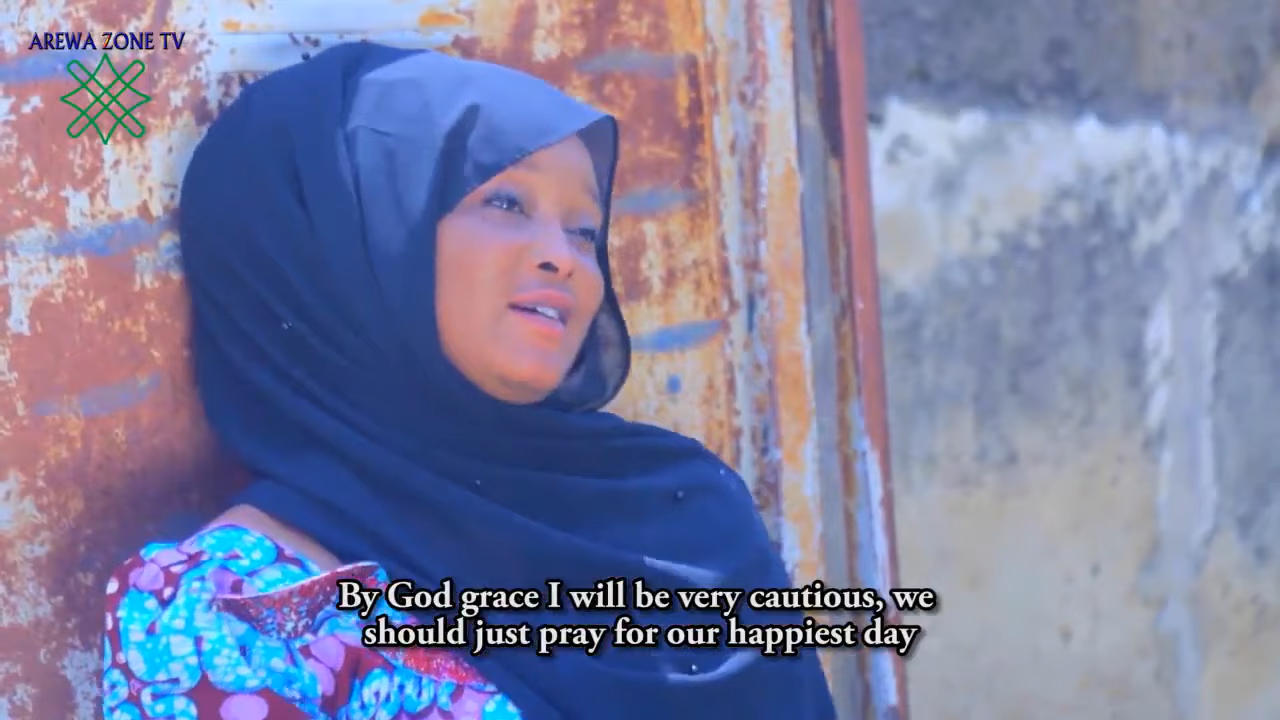 AREWA ZONE TV
By God grace I will be very cautious, we
should just pray for our happiest day